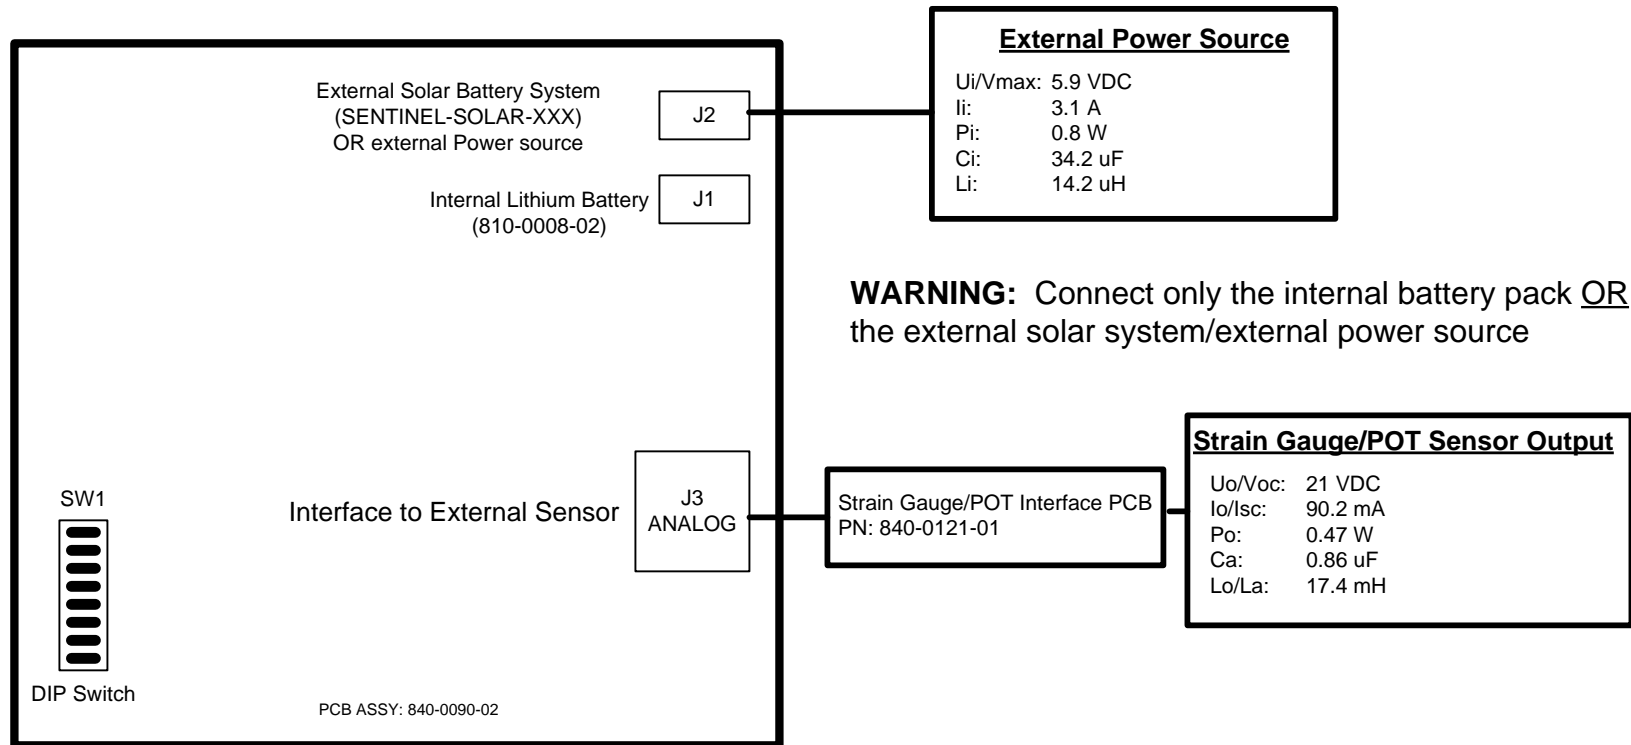 External Power Source
Ui/Vmax: 5.9 VDC
Ii: 3.1 A
Pi: 0.8 W
Ci: 34.2 uF
Li: 14.2 uH
External Solar Battery System
(SENTINEL-SOLAR-XXX)
OR external Power source
J2
Internal Lithium Battery
(810-0008-02)
J1
WARNING: Connect only the internal battery pack OR
the external solar system/external power source
Interface to External Sensor
J3
ANALOG
Strain Gauge/POT Interface PCB
PN: 840-0121-01
Strain Gauge/POT Sensor Output
Uo/Voc: 21 VDC
Io/Isc: 90.2 mA
Po: 0.47 W
Ca: 0.86 uF
Lo/La: 17.4 mH
SW1
DIP Switch
PCB ASSY: 840-0090-02